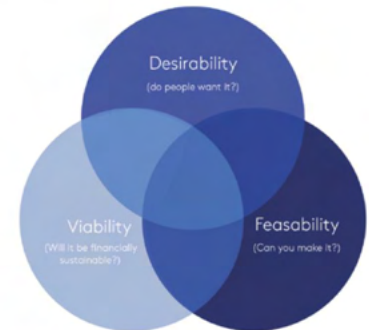 Desirability
(do people want it?)
Viability
(Will it be financially
sustainable?)
Feasability
(Can you make it?)